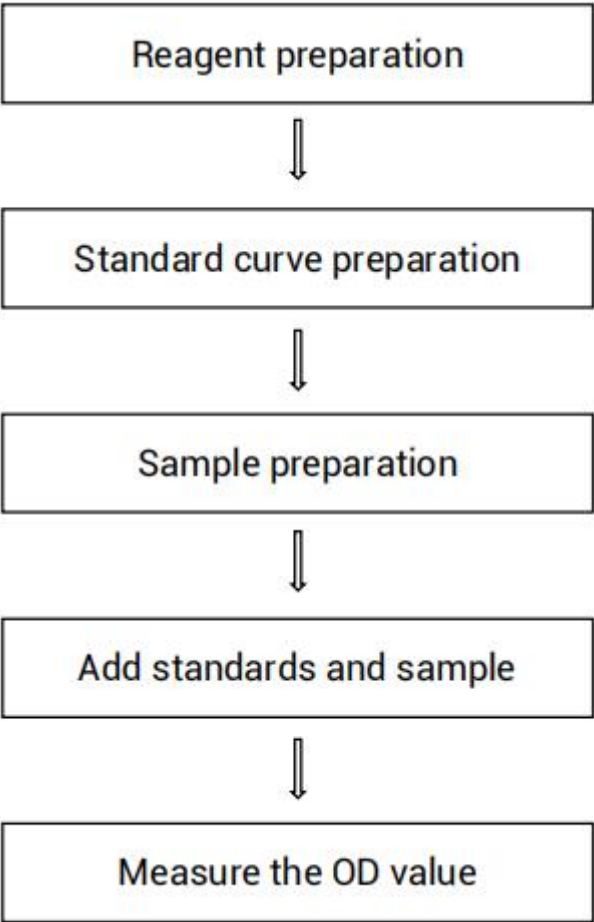 Reagent preparation
Standard curve preparation
Sample preparation
Add standards and sample
Measure the OD value